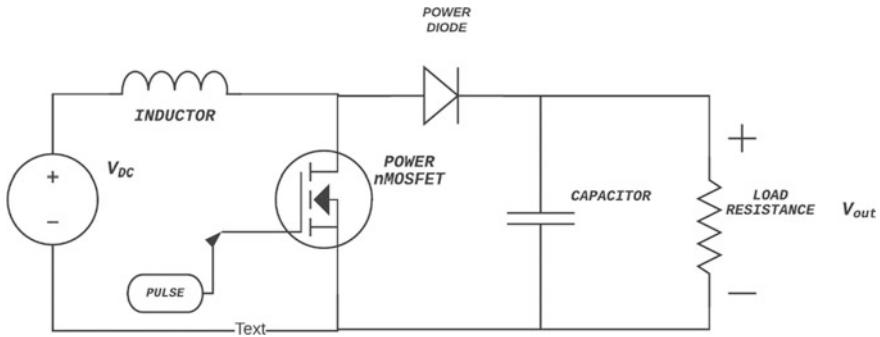 POWER
DIODE
INDUCTOR
+
V_DC
−
POWER
nMOSFET
CAPACITOR
+
LOAD
RESISTANCE
V_out
−
PULSE
Text